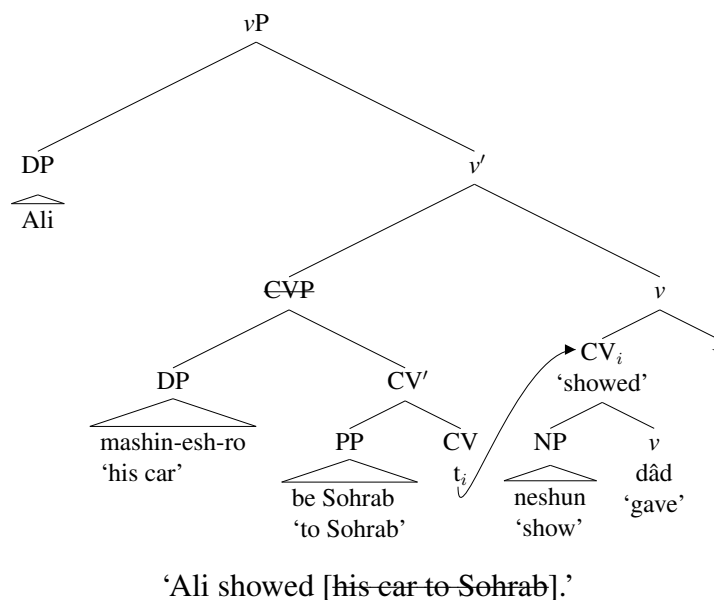 vP
DP v′
Ali
CVP v
DP CV′ CVi
‘showed’
mashin-esh-ro PP CV NP v
‘his car’ ti dâd
be Sohrab neshun ‘gave’
‘to Sohrab’ ‘show’
‘Ali showed [his car to Sohrab].’